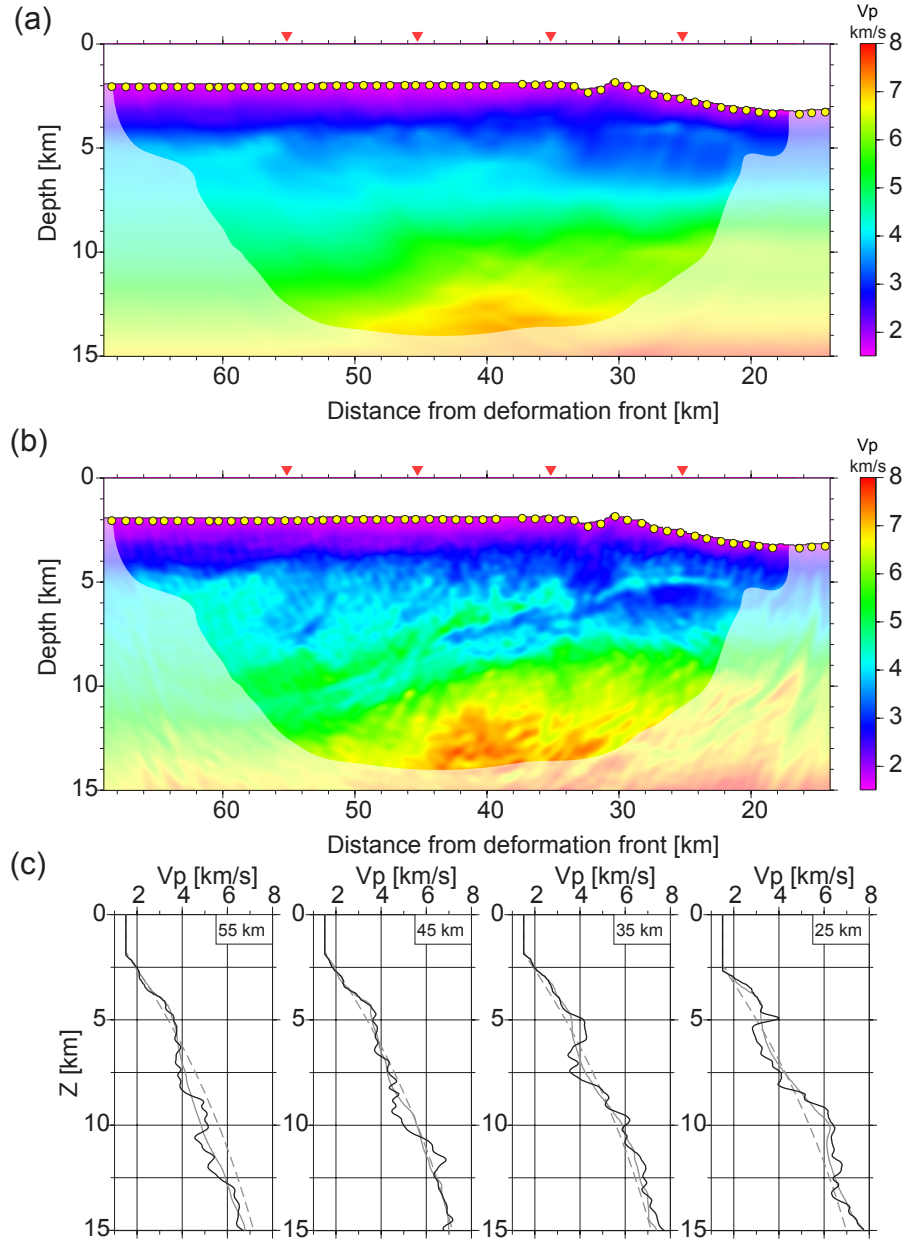 (a)
Vp
km/s
0
5
10
15
Depth [km]
60 50 40 30 20
Distance from deformation front [km]
8
7
6
5
4
3
2
(b)
Vp
km/s
0
5
10
15
Depth [km]
60 50 40 30 20
Distance from deformation front [km]
8
7
6
5
4
3
2
(c)
Vp [km/s] Vp [km/s] Vp [km/s] Vp [km/s]
2 4 6 8 2 4 6 8 2 4 6 8 2 4 6 8
0 0 0 0
55 km 45 km 35 km 25 km
5 5 5 5
Z [km]
10 10 10 10
15 15 15 15